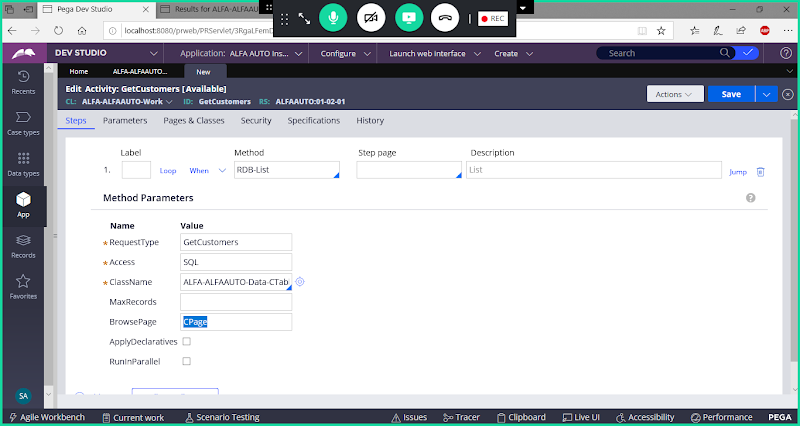 Pega Dev Studio
Results for ALFA-ALFAAUTO
REC
localhost:8080/prweb/PRServlet/3RgaLFemD
DEV STUDIO
Application: ALFA AUTO Ins...
Configure
Launch web interface
Create
Search
Home
ALFA-ALFAAUTO...
New
Edit Activity: GetCustomers [Available]
CL: ALFA-ALFAAUTO-Work
ID: GetCustomers
RS: ALFAAUTO:01-02-01
Actions
Save
Steps
Parameters
Pages & Classes
Security
Specifications
History
Recents
Case types
Data types
App
Records
Favorites
SA
Label
Method
Step page
Description
1.
Loop
When
RDB-List
List
Jump
Method Parameters
Name
Value
RequestType
GetCustomers
Access
SQL
ClassName
ALFA-ALFAAUTO-Data-CTab
MaxRecords
BrowsePage
CPage
ApplyDeclaratives
RunInParallel
Agile Workbench
Current work
Scenario Testing
Issues
Tracer
Clipboard
Live UI
Accessibility
Performance
PEGA